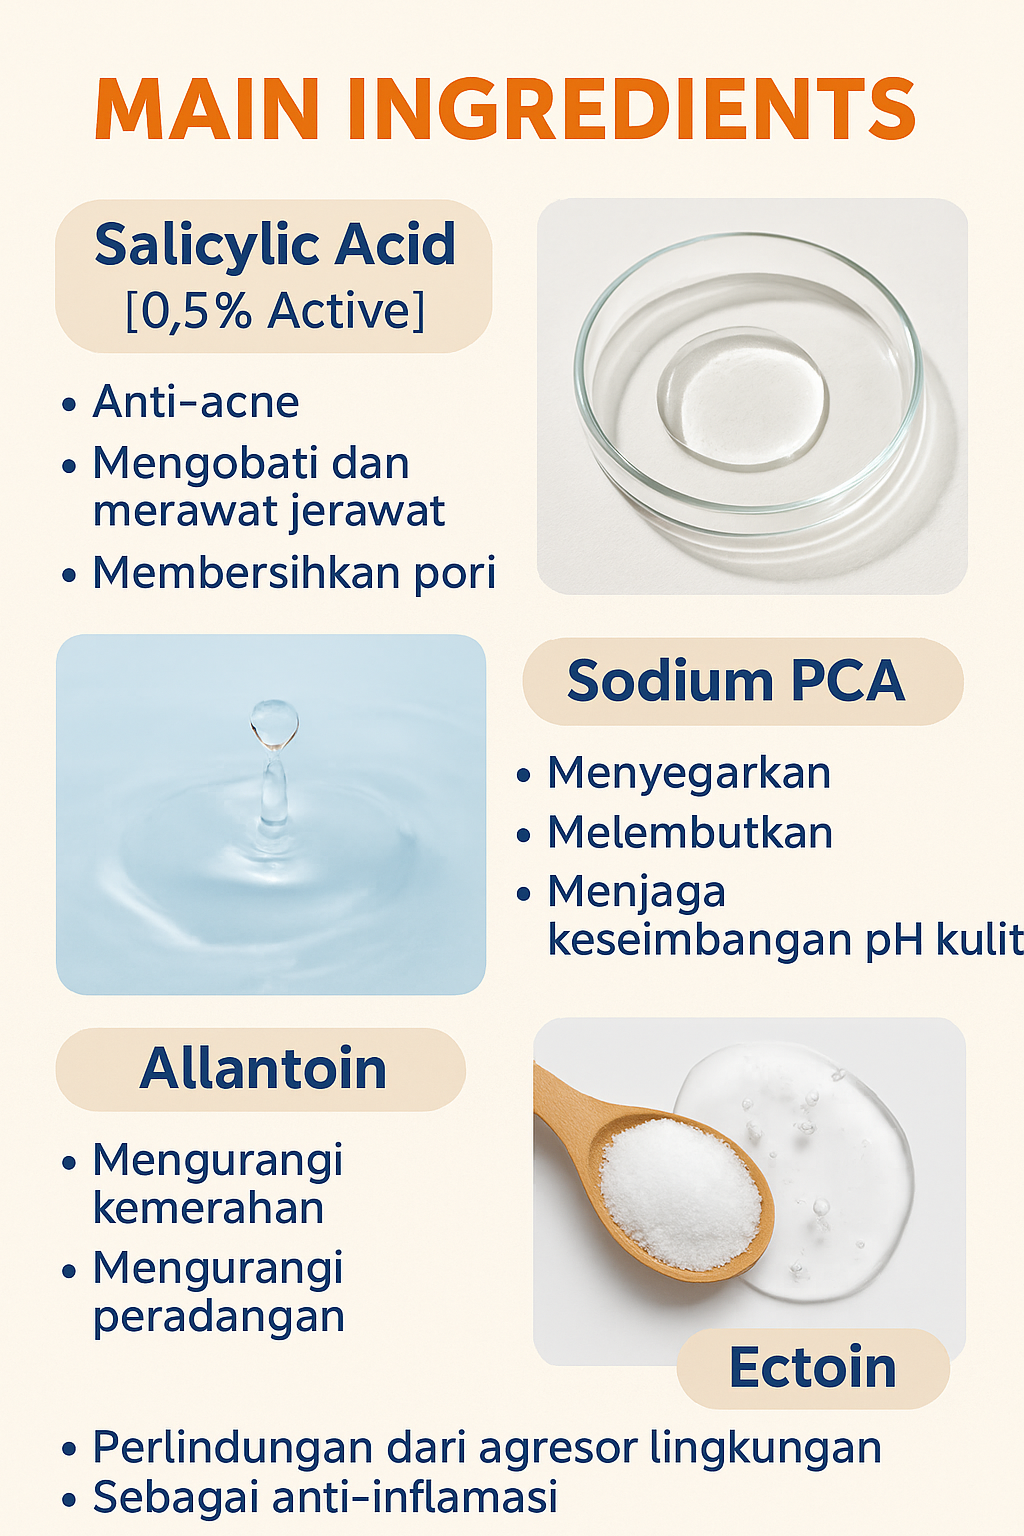 MAIN INGREDIENTS
Salicylic Acid
[0,5% Active]
• Anti-acne
• Mengobati dan
merawat jerawat
• Membersihkan pori
Sodium PCA
• Menyegarkan
• Melembutkan
• Menjaga
keseimbangan pH kulit
Allantoin
• Mengurangi
kemerahan
• Mengurangi
peradangan
Ectoin
• Perlindungan dari agresor lingkungan
• Sebagai anti-inflamasi